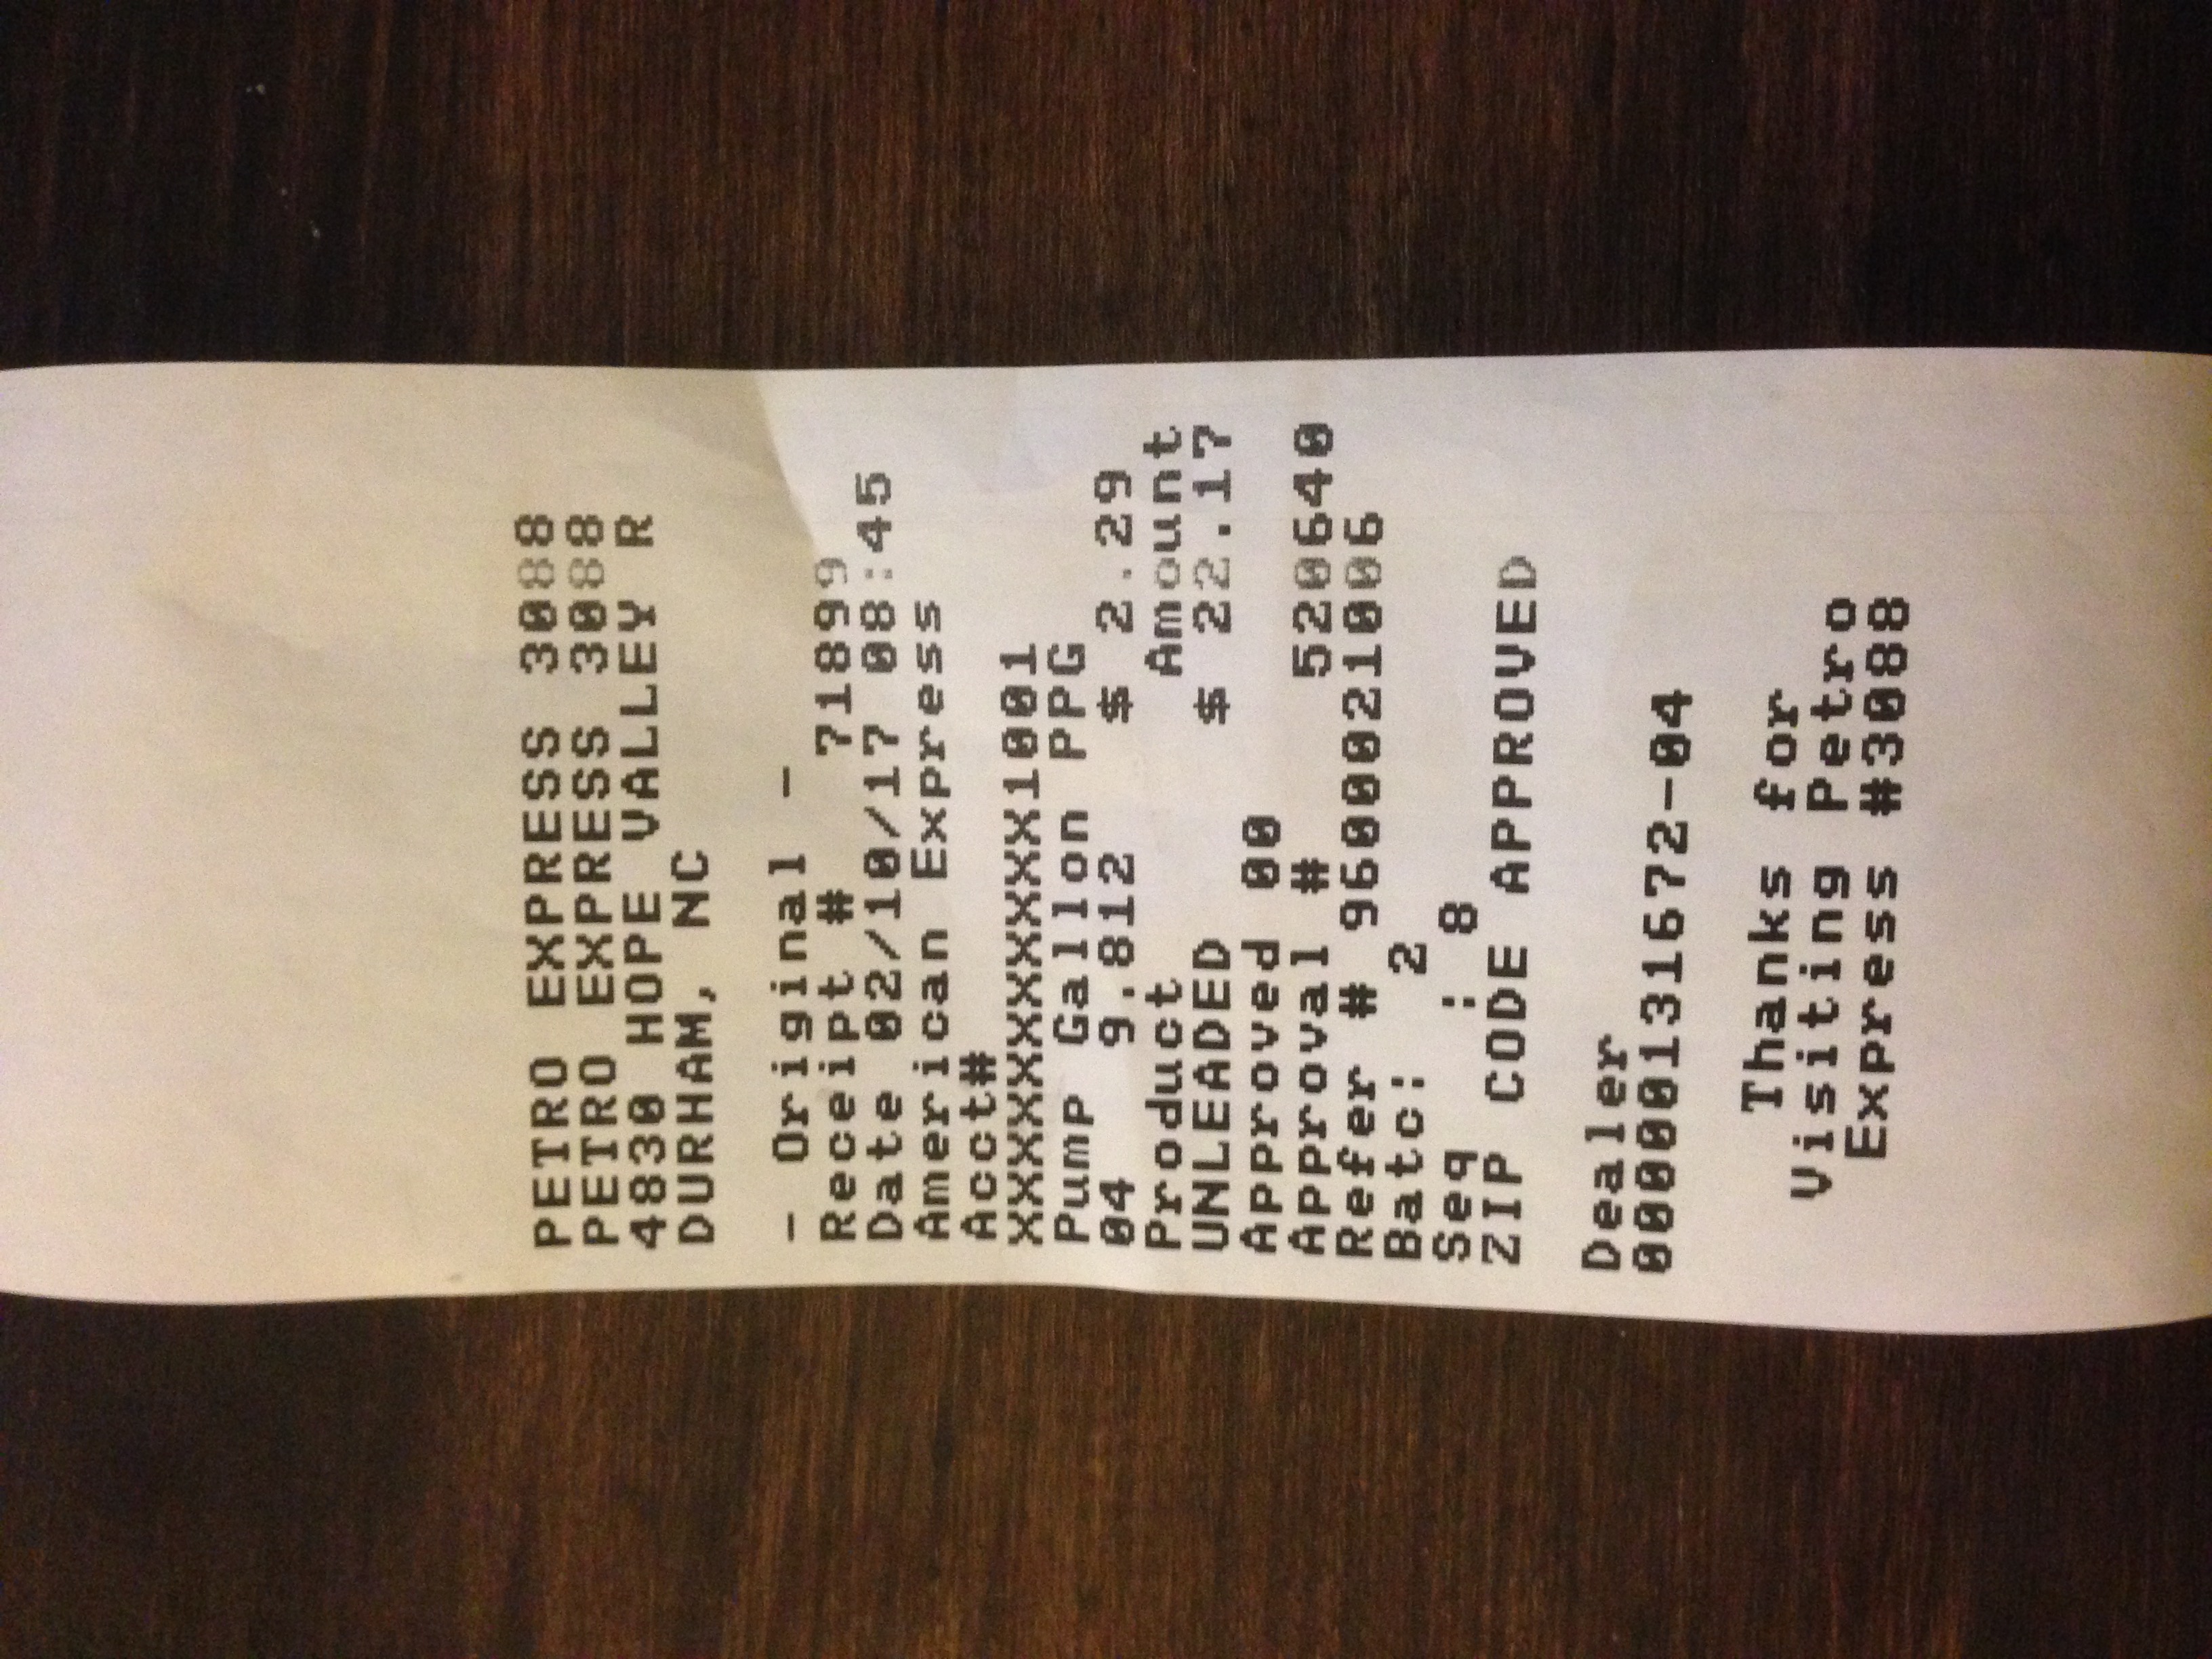 PETRO EXPRESS 3088
PETRO EXPRESS 3088
4830 HOPE VALLEY R
DURHAM, NC
- Original -
Receipt # 71899
Date 02/10/17 08:45
American Express
Acct#
XXXXXXXXXXX1001
Pump Gallon PPG
04 9.812 $ 2.29
Product Amount
UNLEADED $ 22.17
Approved 00
Approval # 520640
Refer # 9600021006
Batc: 2
Seq : 8
ZIP CODE APPROVED
Dealer
00000131672-04
Thanks for
Visiting Petro
Express #3088